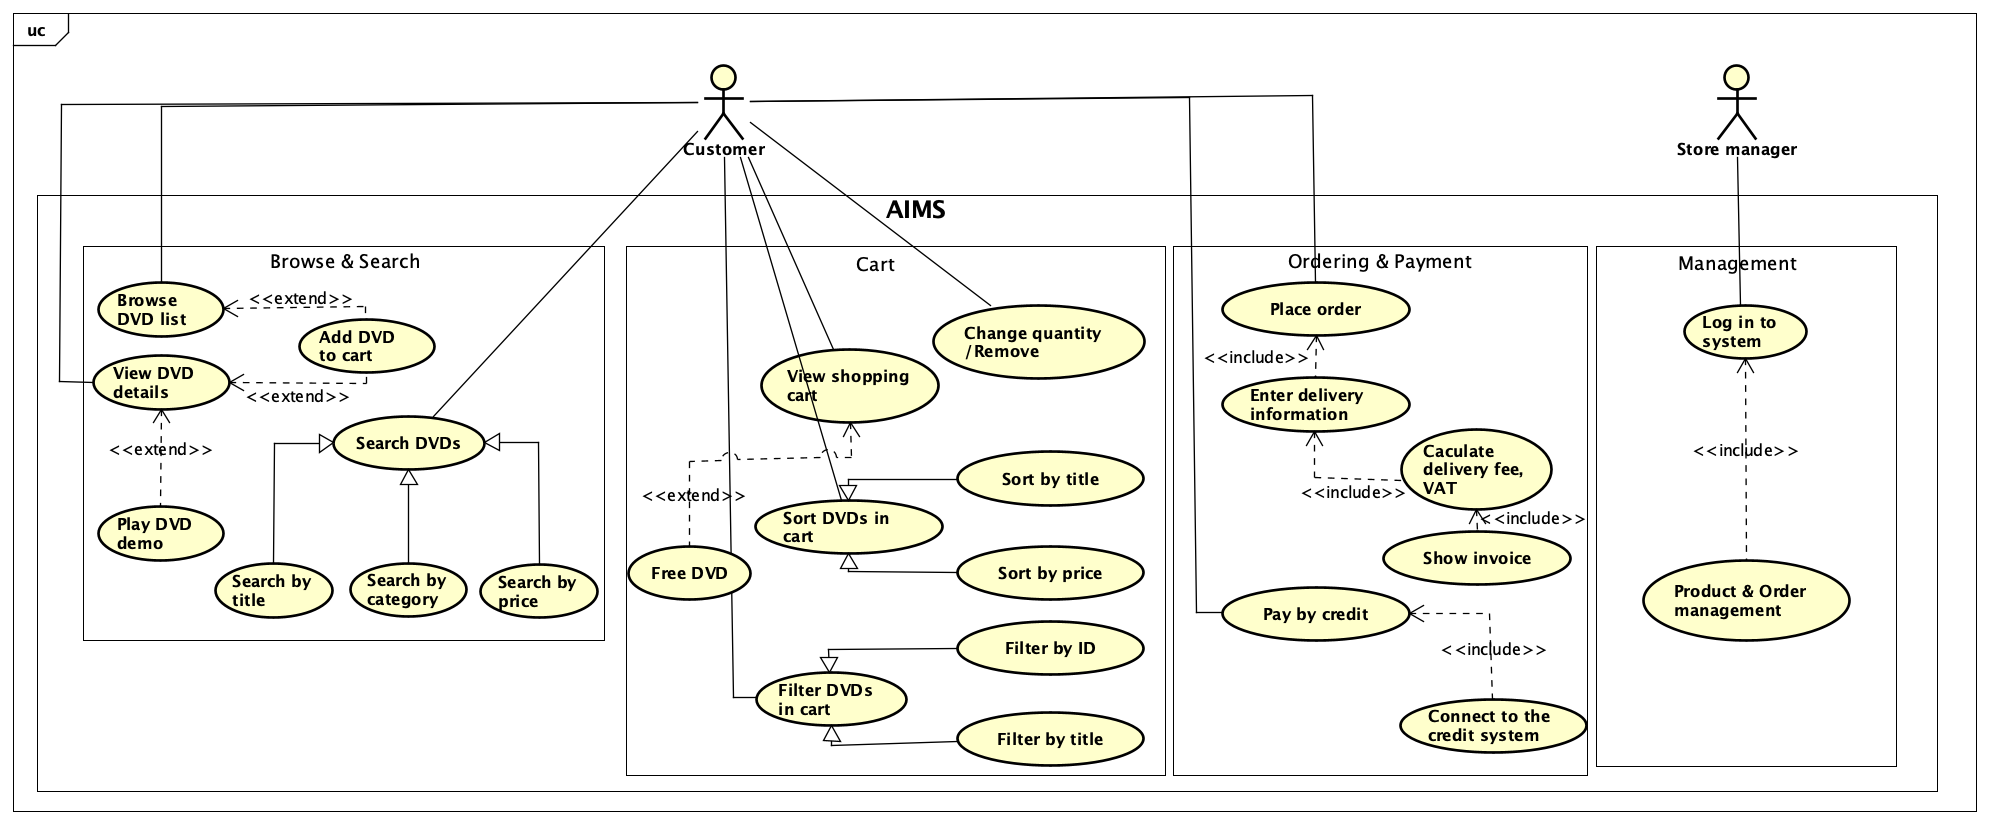 uc
Customer
Store manager
AIMS
Browse & Search
Browse
DVD list
<<extend>>
Add DVD
to cart
View DVD
details
<<extend>>
<<extend>>
Search DVDs
Play DVD
demo
Search by
title
Search by
category
Search by
price
Cart
Change quantity
/Remove
View shopping
cart
<<extend>>
Sort by title
Sort DVDs in
cart
Free DVD
Sort by price
Filter by ID
Filter DVDs
in cart
Filter by title
Ordering & Payment
Place order
<<include>>
Enter delivery
information
Caculate
delivery fee,
VAT
<<include>>
<<include>>
Show invoice
Pay by credit
<<include>>
Connect to the
credit system
Management
Log in to
system
<<include>>
Product & Order
management